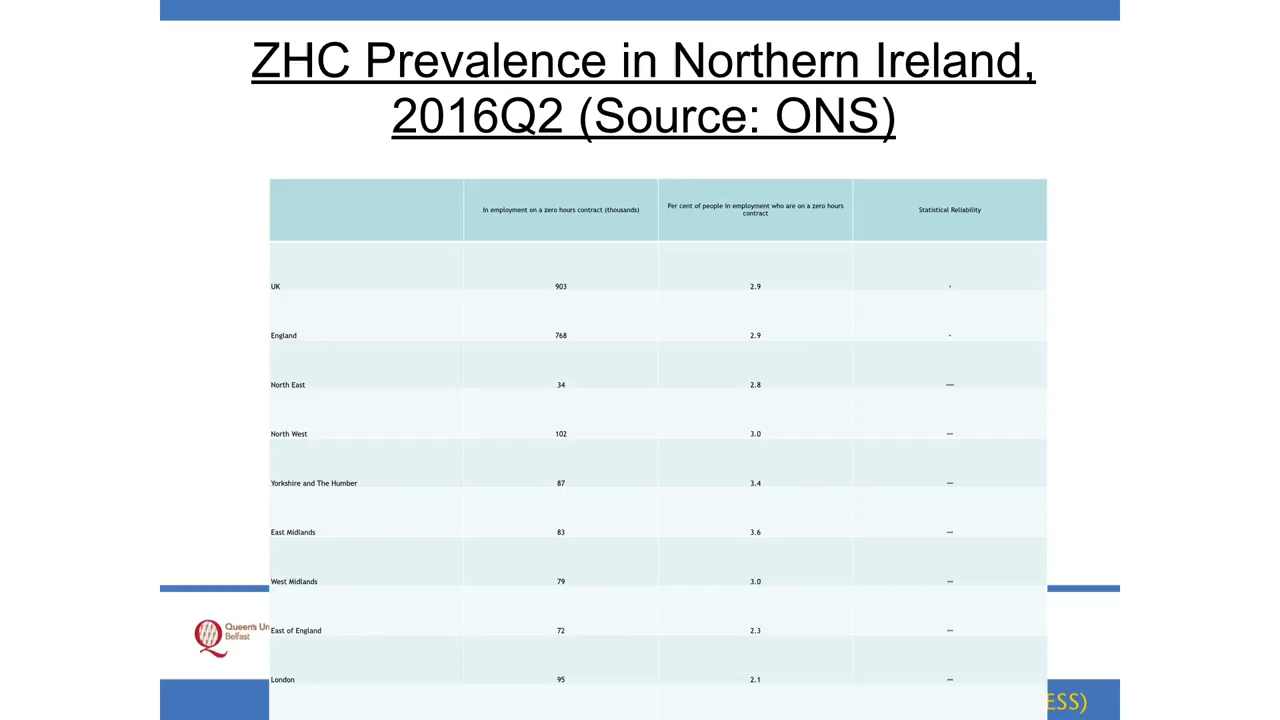 ZHC Prevalence in Northern Ireland,
2016Q2 (Source: ONS)
In employment on a zero hours contract (thousands) Per cent of people in employment who are on a zero hours contract Statistical Reliability
UK 903 2.9 *
England 768 2.9 *
North East 34 2.8 ****
North West 102 3.0 ***
Yorkshire and The Humber 87 3.4 ***
East Midlands 83 3.6 ***
West Midlands 79 3.0 ***
East of England 72 2.3 ***
London 95 2.1 ***
Queen's Un
Belfast
ESS)